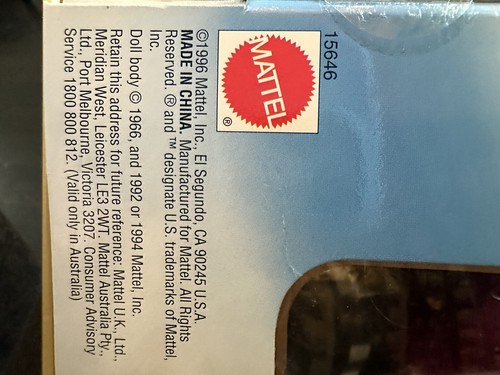 15646
MATTEL
®
©1996 Mattel, Inc., El Segundo, CA 90245 U.S.A.
MADE IN CHINA. Manufactured for Mattel. All Rights
Reserved. ® and ™ designate U.S. trademarks of Mattel,
Inc.
Doll body © 1966, and 1992 or 1994 Mattel, Inc.
Retain this address for future reference: Mattel U.K., Ltd.,
Meridian West, Leicester LE3 2WT. Mattel Australia Pty.,
Ltd., Port Melbourne, Victoria 3207. Consumer Advisory
Service 1800 800 812. (Valid only in Australia)